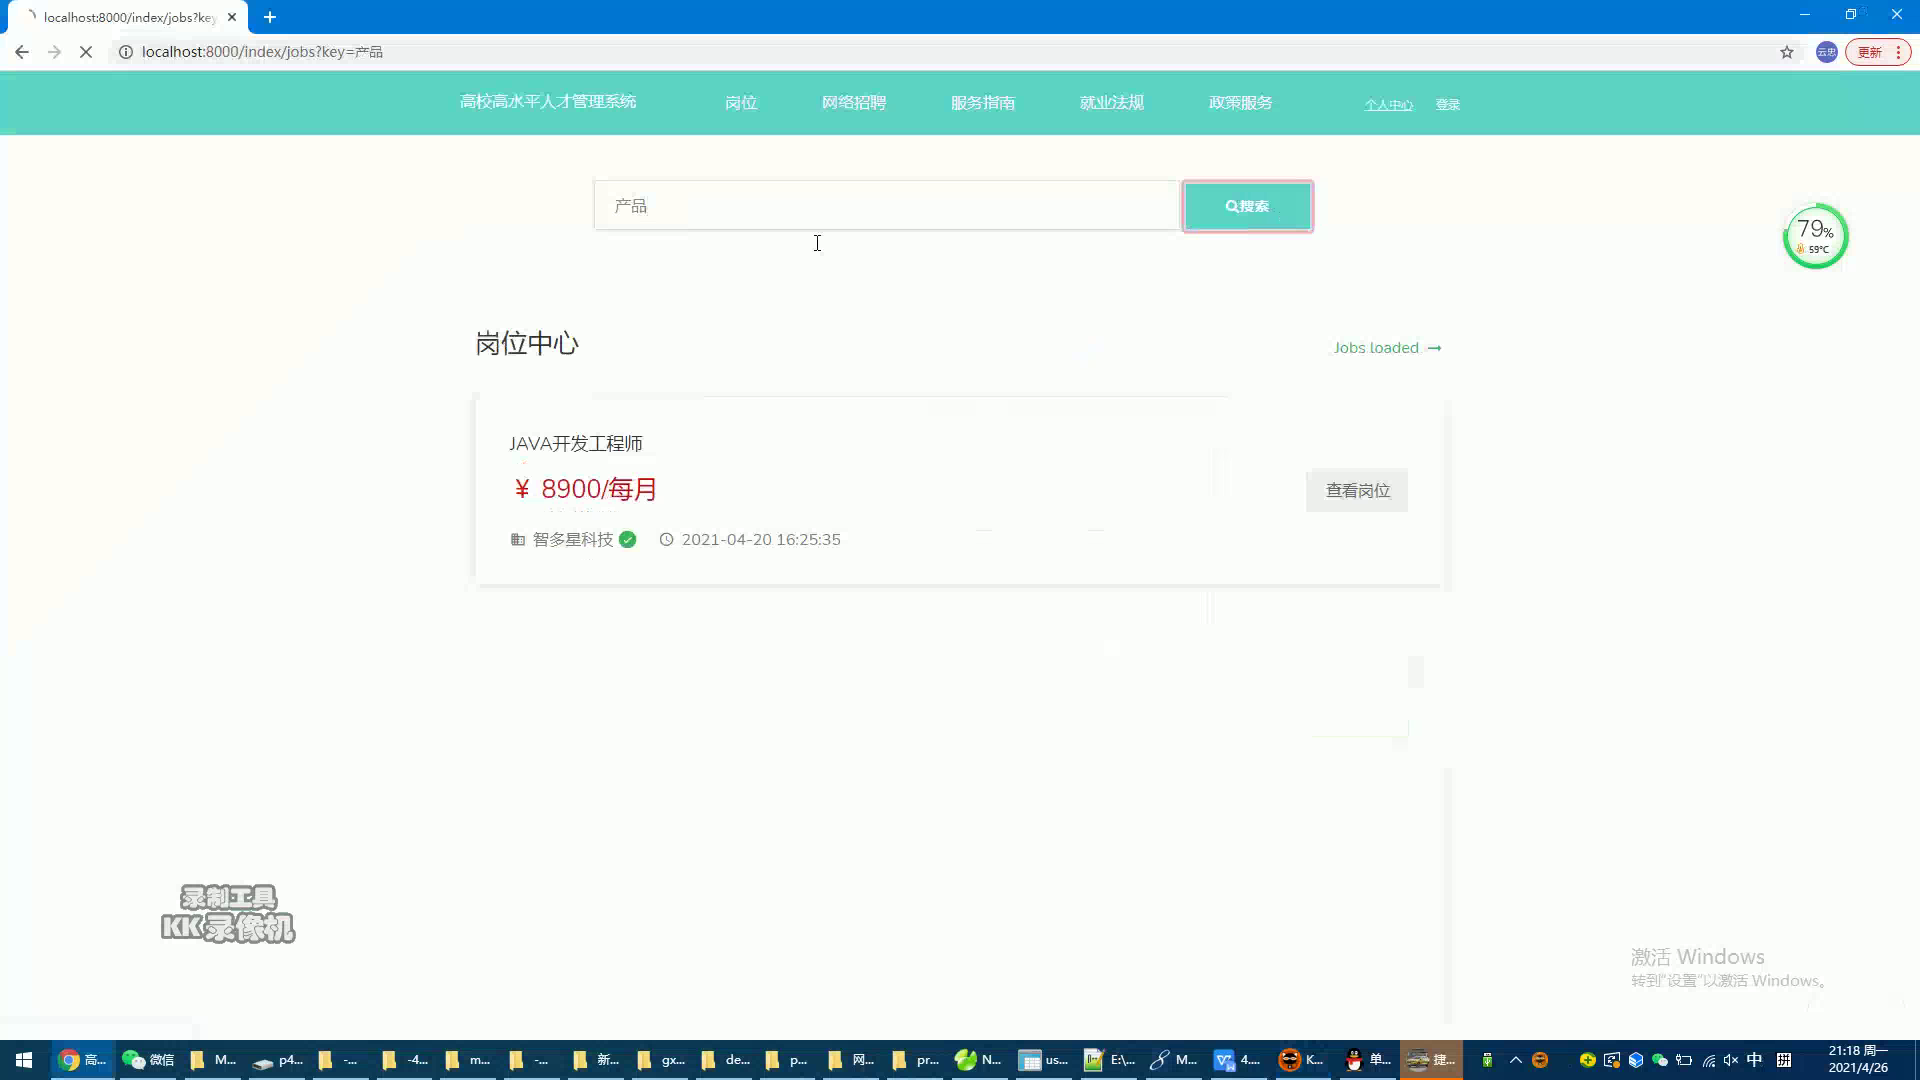 localhost:8000/index/jobs?key
localhost:8000/index/jobs?key=产品
云忠
更新
高校高水平人才管理系统
岗位
网络招聘
服务指南
就业法规
政策服务
个人中心
登录
产品
搜索
79%
59°C
岗位中心
Jobs loaded →
JAVA开发工程师
¥ 8900/每月
查看岗位
智多星科技
2021-04-20 16:25:35
录制工具
KK录像机
激活 Windows
转到"设置"以激活 Windows。
高...
微信
M...
p4...
-...
-4...
m...
-...
新...
gx...
de...
p...
网...
pr...
N...
us...
E:\...
M...
4....
K...
单...
捷...
中
拼
21:18 周一
2021/4/26